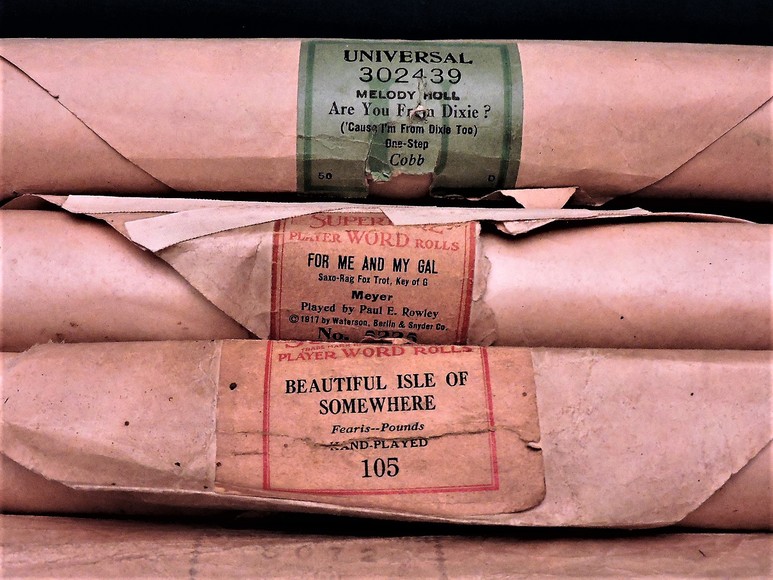 UNIVERSAL
302439
MELODY ROLL
Are You From Dixie ?
('Cause I'm From Dixie Too)
One-Step
Cobb
50
PLAYER WORD ROLLS
FOR ME AND MY GAL
Saxo-Rag Fox Trot, Key of G
Meyer
Played by Paul E. Rowley
©1917 by Waterson, Berlin & Snyder Co.
No.
PLAYER WORD ROLLS
BEAUTIFUL ISLE OF
SOMEWHERE
Fearis--Pounds
HAND-PLAYED
105